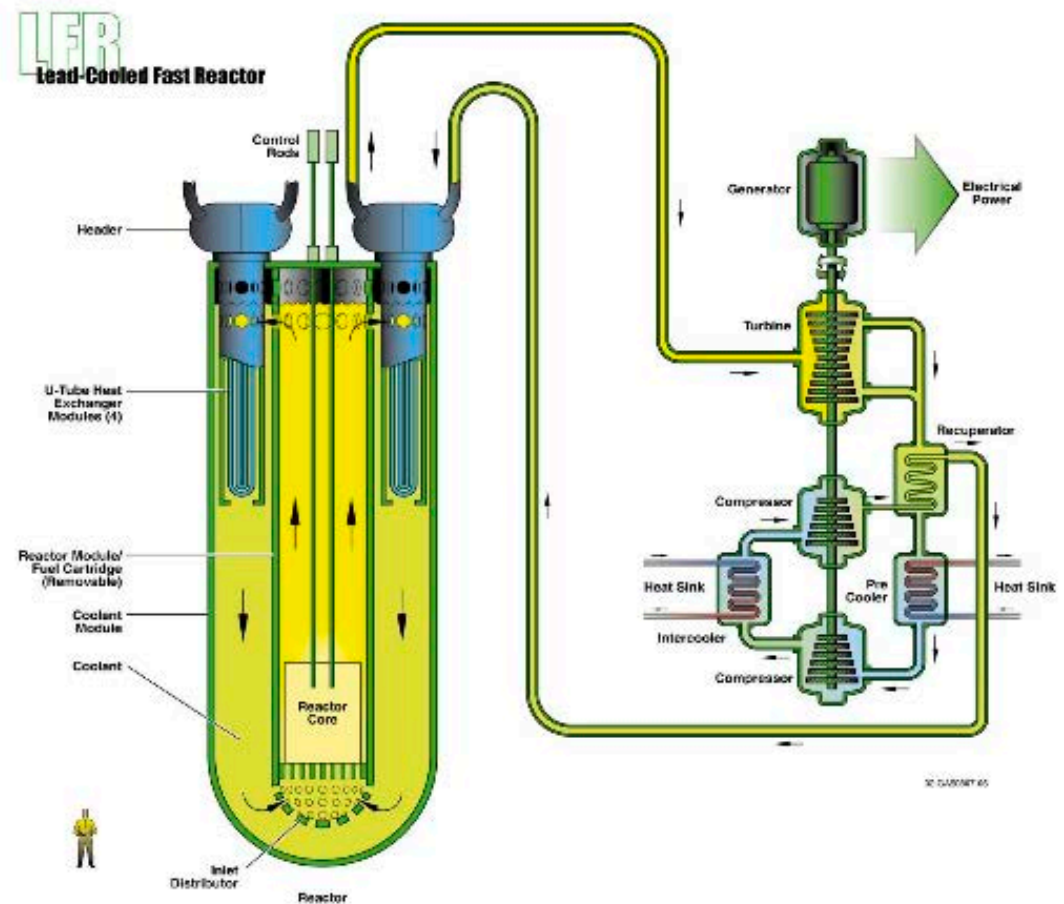 LFR
Lead-Cooled Fast Reactor
Control
Rods
Header
Generator
Electrical
Power
Turbine
U-Tube Heat
Exchanger
Modules (4)
Recuperator
Compressor
Reactor Module/
Fuel Cartridge
(Removable)
Heat Sink
Pre
Cooler
Heat Sink
Coolant
Module
Intercooler
Coolant
Compressor
Reactor
Core
Inlet
Distributor
Reactor